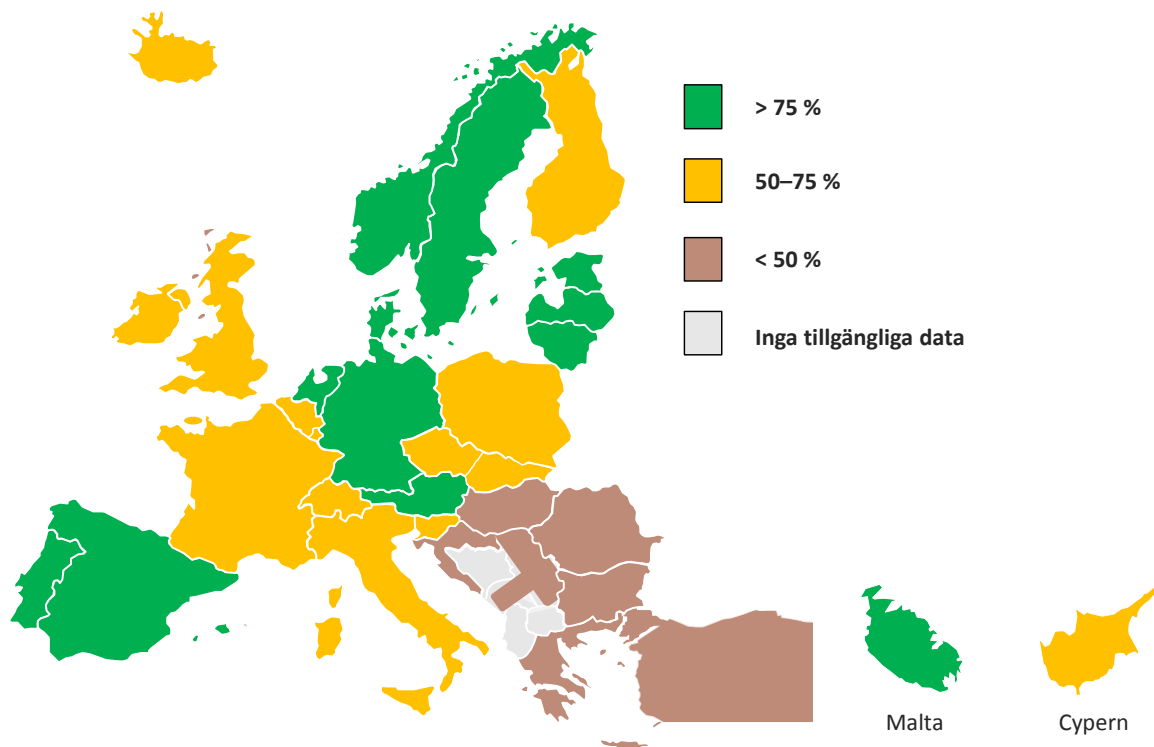 > 75 %
50–75 %
< 50 %
Inga tillgängliga data
Malta
Cypern